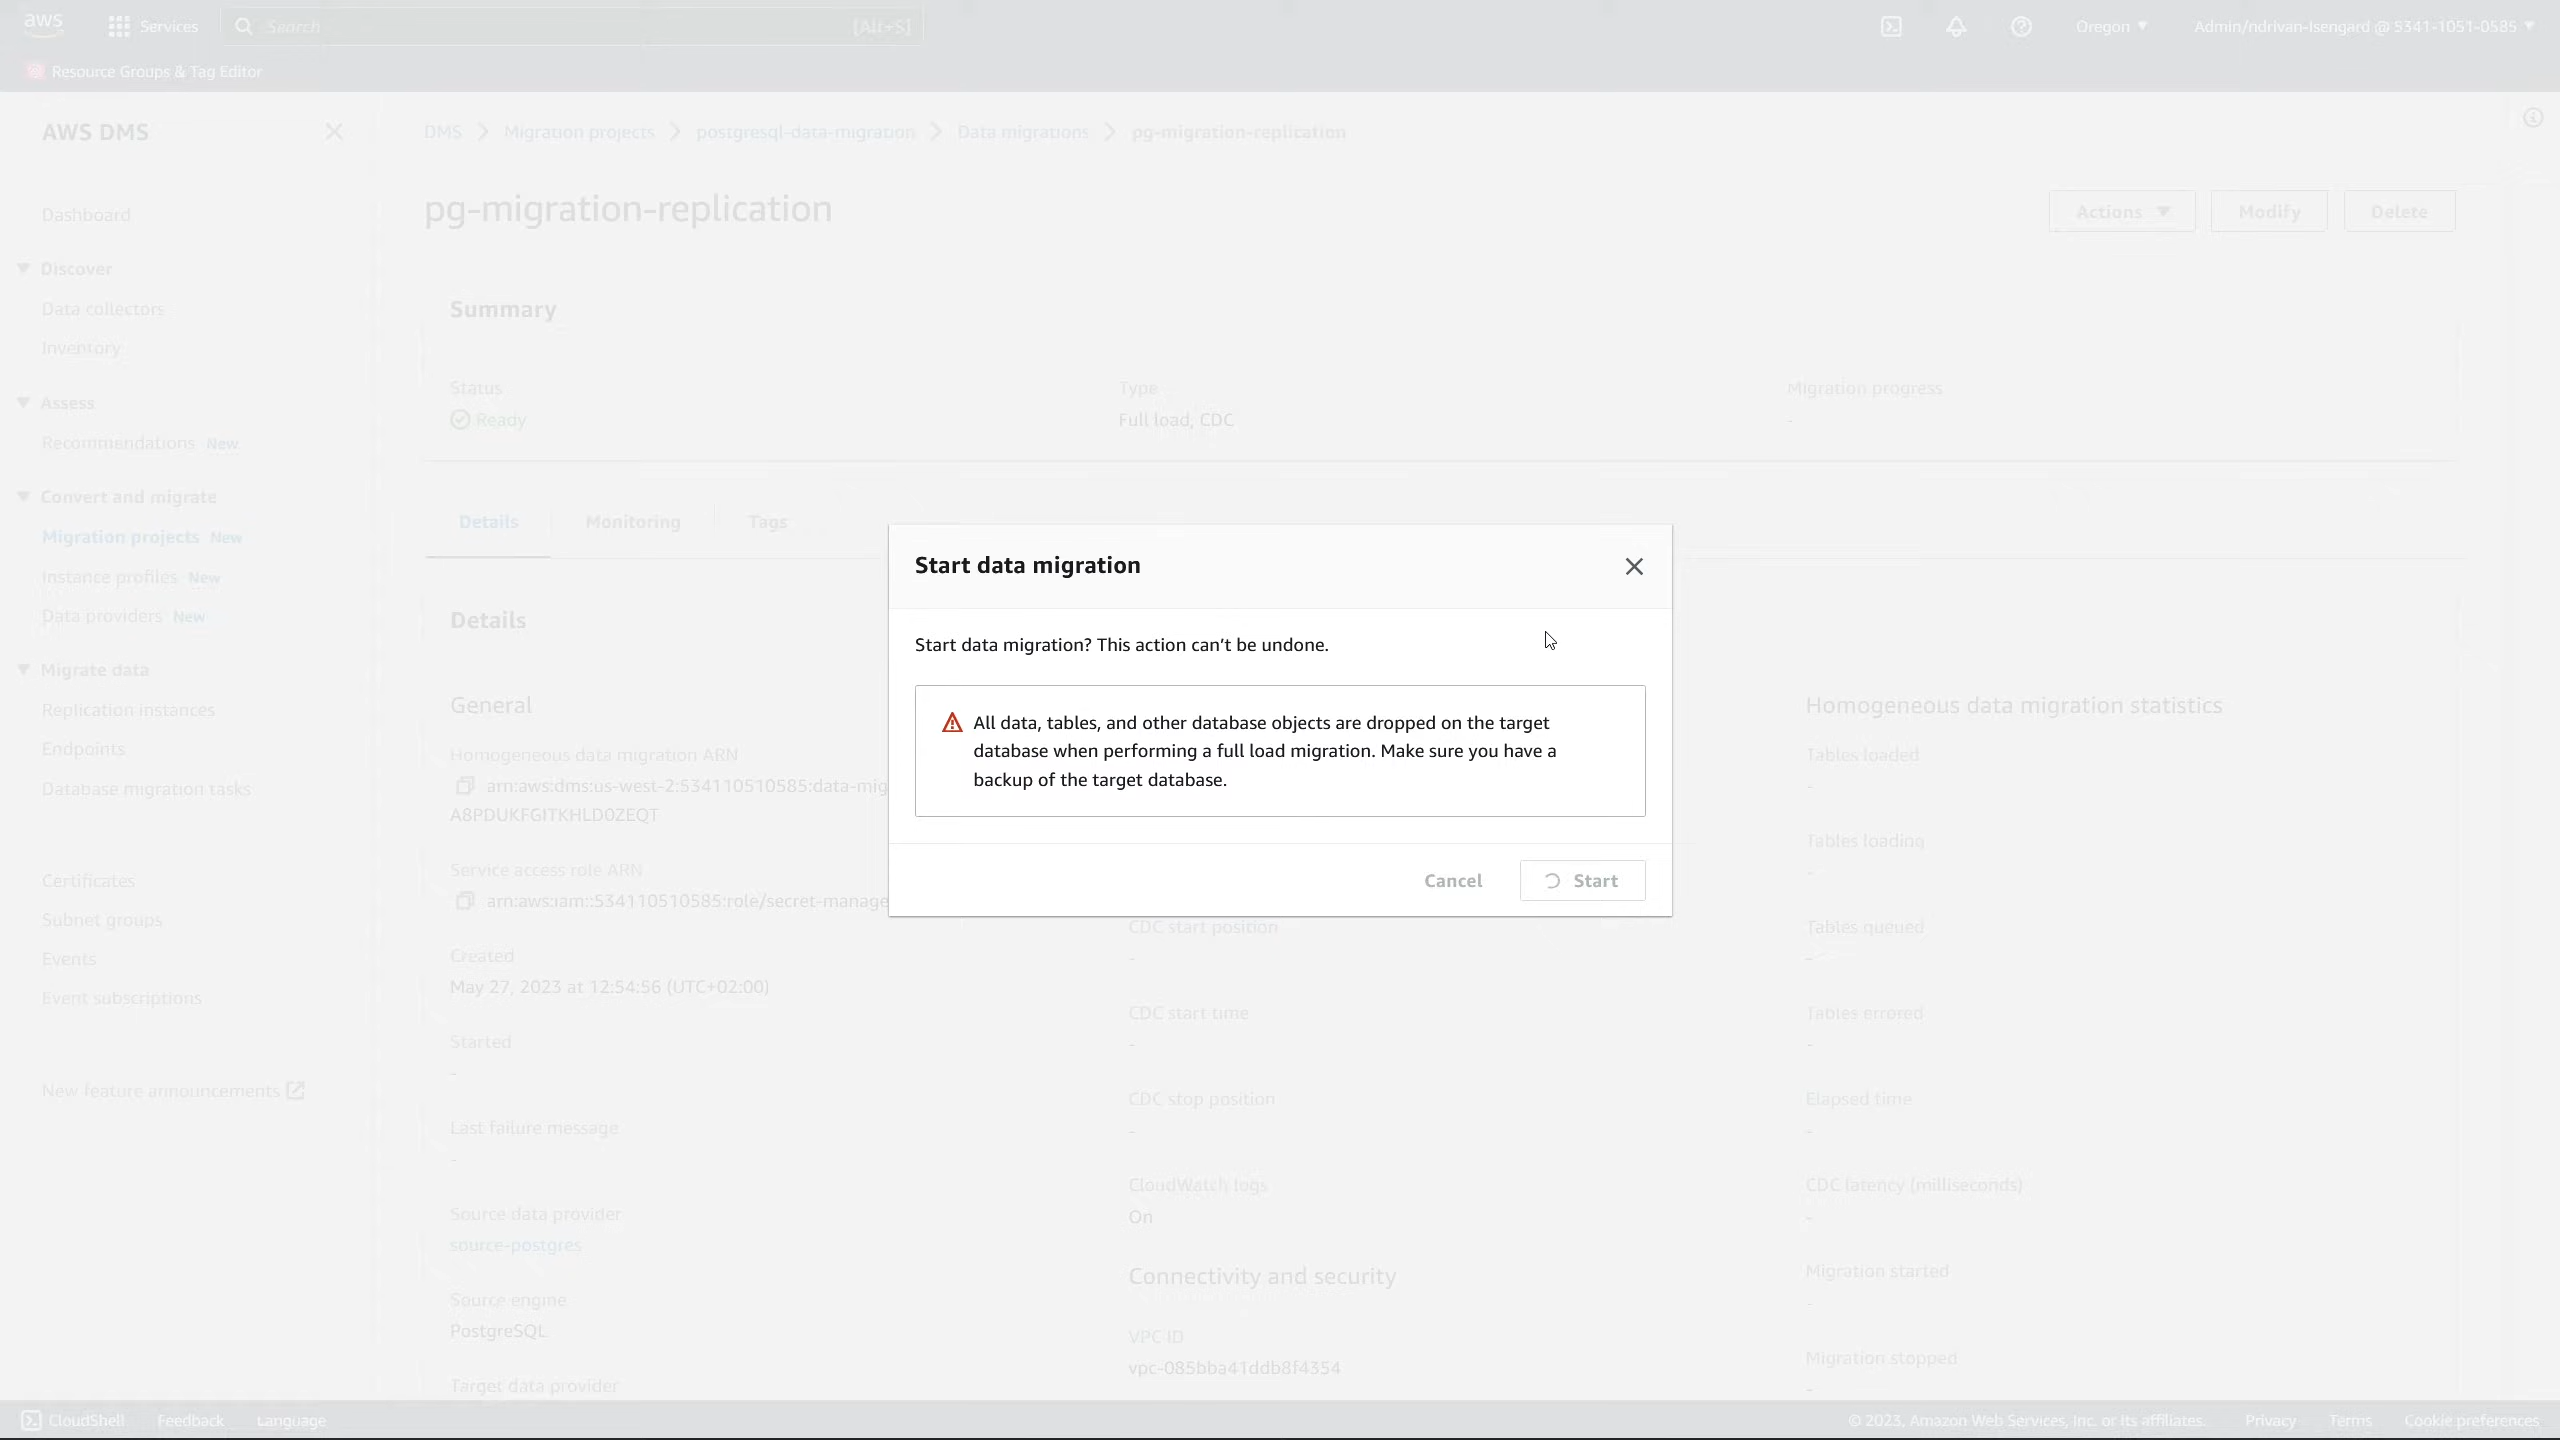 aws
Services
Search
[Alt+S]
Oregon
Admin/ndrivan-Isengard @ 5341-1051-0585
Resource Groups & Tag Editor
AWS DMS
DMS
Migration projects
postgresql-data-migration
Data migrations
pg-migration-replication
Dashboard
Discover
Data collectors
Inventory
Assess
Recommendations New
Convert and migrate
Migration projects New
Instance profiles New
Data providers New
Migrate data
Replication instances
Endpoints
Database migration tasks
Certificates
Subnet groups
Events
Event subscriptions
New feature announcements
pg-migration-replication
Actions
Modify
Delete
Summary
Status
Ready
Type
Full load, CDC
Migration progress
-
Details
Monitoring
Tags
Details
General
Homogeneous data migration ARN
arn:aws:dms:us-west-2:534110510585:data-mig
A8PDUKFGITKHLD0ZEQT
Service access role ARN
arn:aws:iam::534110510585:role/secret-manage
Created
May 27, 2023 at 12:54:56 (UTC+02:00)
Started
-
Last failure message
-
Source data provider
source-postgres
Source engine
PostgreSQL
Target data provider
Start data migration
Start data migration? This action can't be undone.
All data, tables, and other database objects are dropped on the target
database when performing a full load migration. Make sure you have a
backup of the target database.
Cancel
Start
CDC start position
-
CDC start time
-
CDC stop position
-
CloudWatch logs
On
Connectivity and security
VPC ID
vpc-085bba41ddb8f4354
Homogeneous data migration statistics
Tables loaded
-
Tables loading
-
Tables queued
-
Tables errored
-
Elapsed time
-
CDC latency (milliseconds)
-
Migration started
-
Migration stopped
-
CloudShell
Feedback
Language
© 2023, Amazon Web Services, Inc. or its affiliates.
Privacy
Terms
Cookie preferences